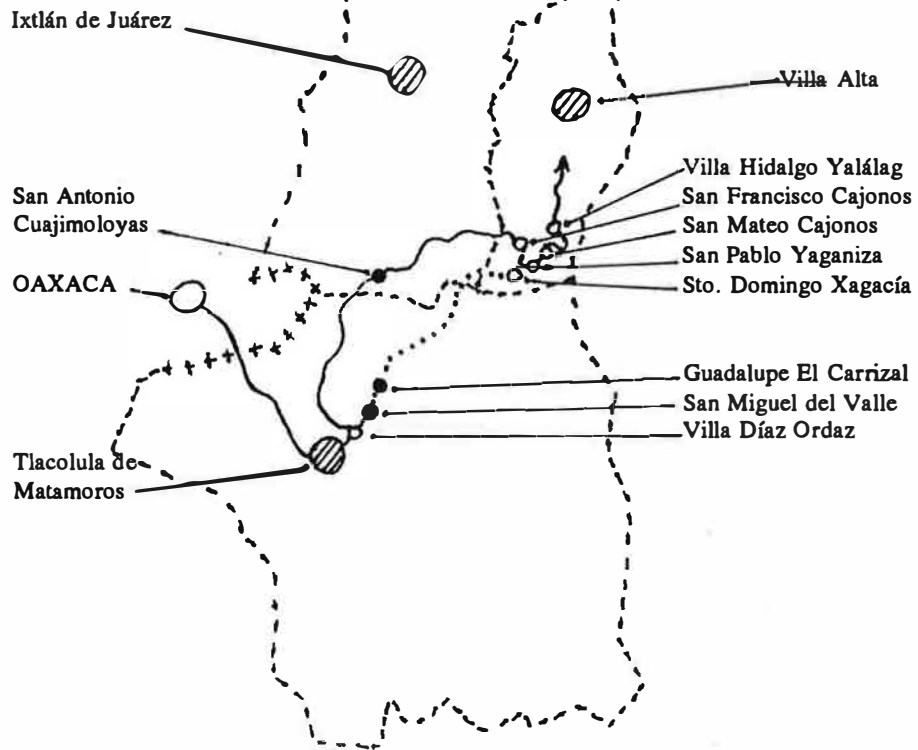 Ixtlán de Juárez
Villa Alta
Villa Hidalgo Yalálag
San Francisco Cajonos
San Mateo Cajonos
San Pablo Yaganiza
Sto. Domingo Xagacía
San Antonio
Cuajimoloyas
OAXACA
Guadalupe El Carrizal
San Miguel del Valle
Villa Díaz Ordaz
Tlacolula de
Matamoros